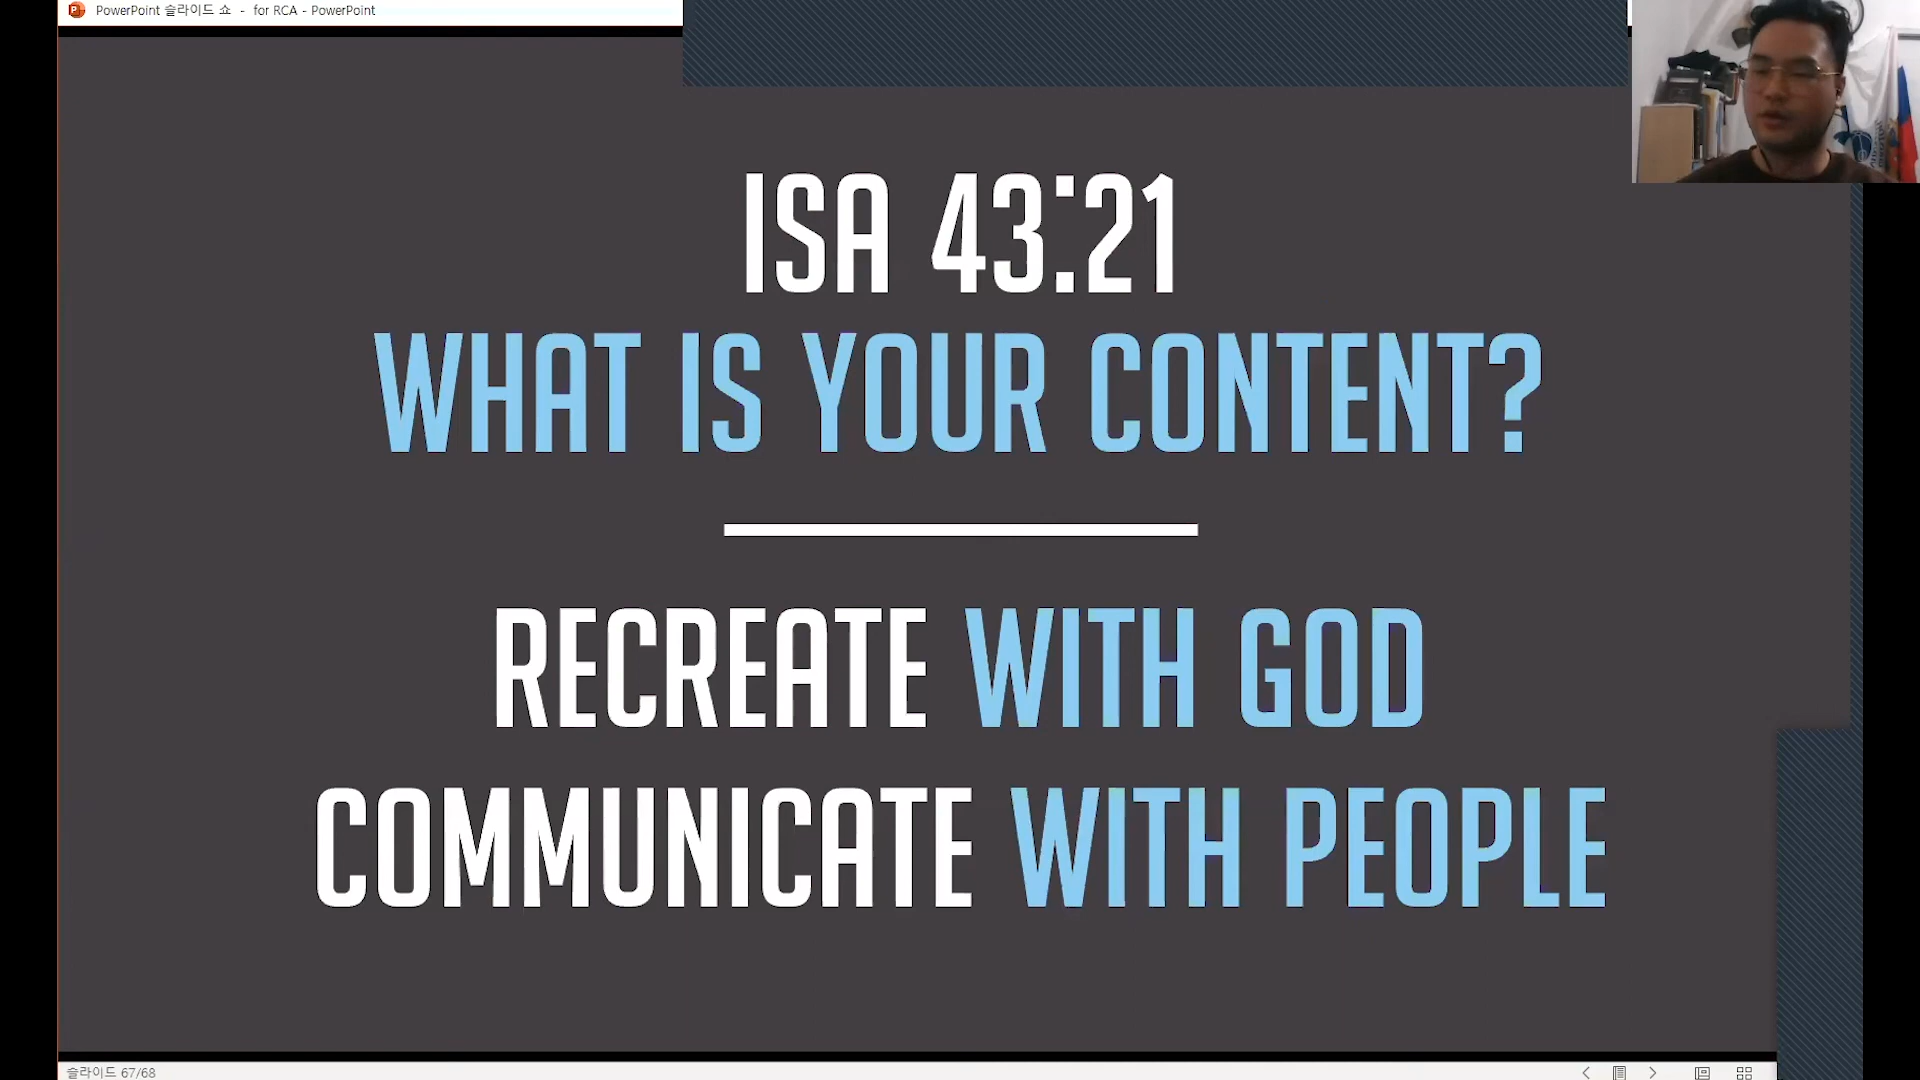 PowerPoint 슬라이드 쇼 - for RCA - PowerPoint
ISA 43:21
WHAT IS YOUR CONTENT?
RECREATE WITH GOD
COMMUNICATE WITH PEOPLE
슬라이드 67/68